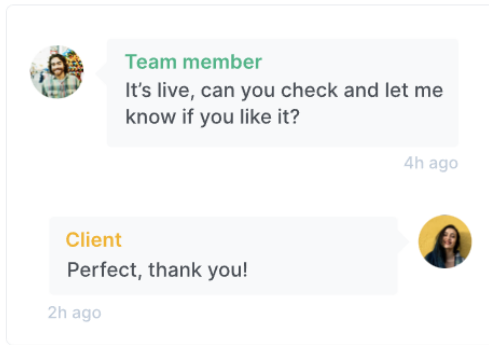 Team member
It’s live, can you check and let me
know if you like it?
4h ago
Client
Perfect, thank you!
2h ago